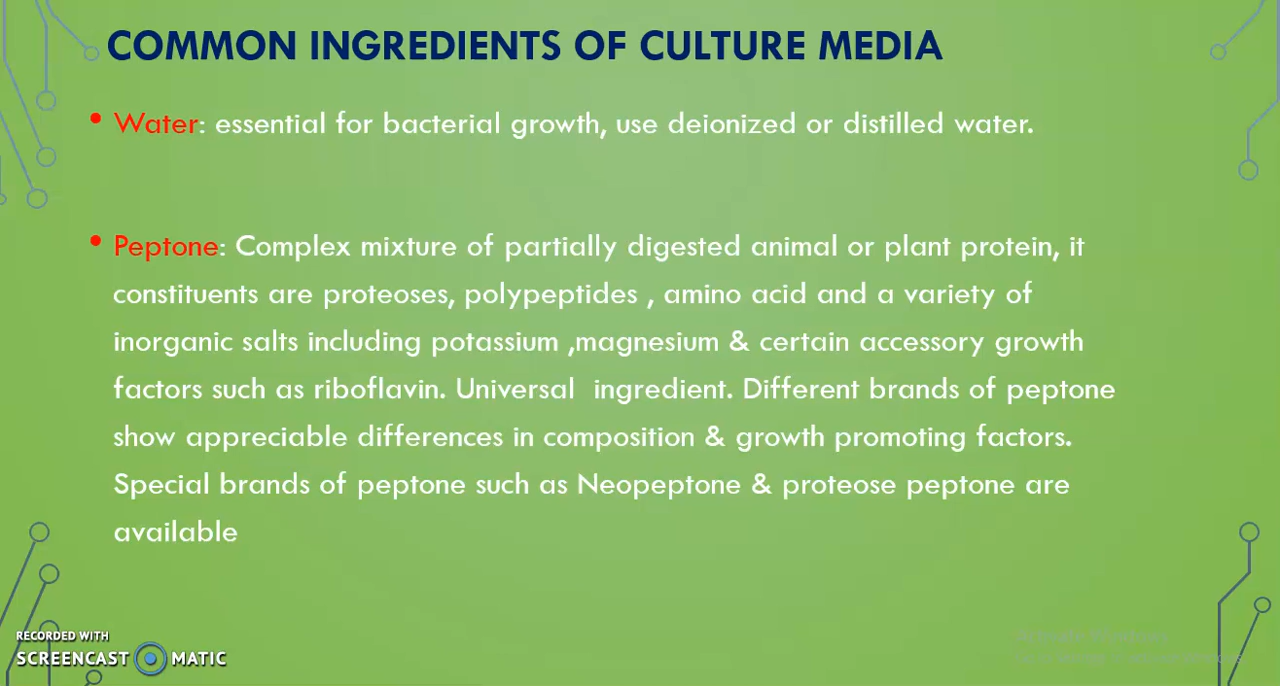 COMMON INGREDIENTS OF CULTURE MEDIA
• Water: essential for bacterial growth, use deionized or distilled water.
• Peptone: Complex mixture of partially digested animal or plant protein, it
constituents are proteoses, polypeptides , amino acid and a variety of
inorganic salts including potassium ,magnesium & certain accessory growth
factors such as riboflavin. Universal  ingredient. Different brands of peptone
show appreciable differences in composition & growth promoting factors.
Special brands of peptone such as Neopeptone & proteose peptone are
available
RECORDED WITH
SCREENCAST MATIC
Activate Windows